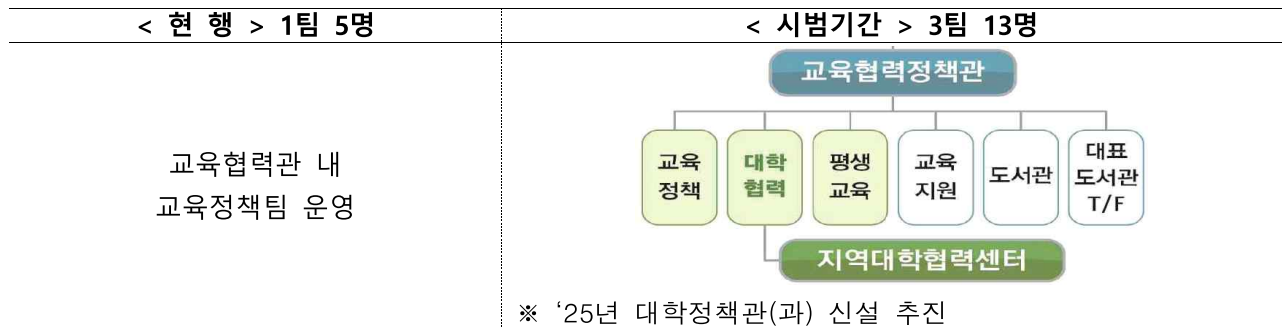 < 현 행 > 1팀 5명
< 시범기간 > 3팀 13명
교육협력관 내
교육정책팀 운영
교육협력정책관
교육
정책
대학
협력
평생
교육
교육
지원
도서관
대표
도서관
T/F
지역대학협력센터
※ ‘25년 대학정책관(과) 신설 추진